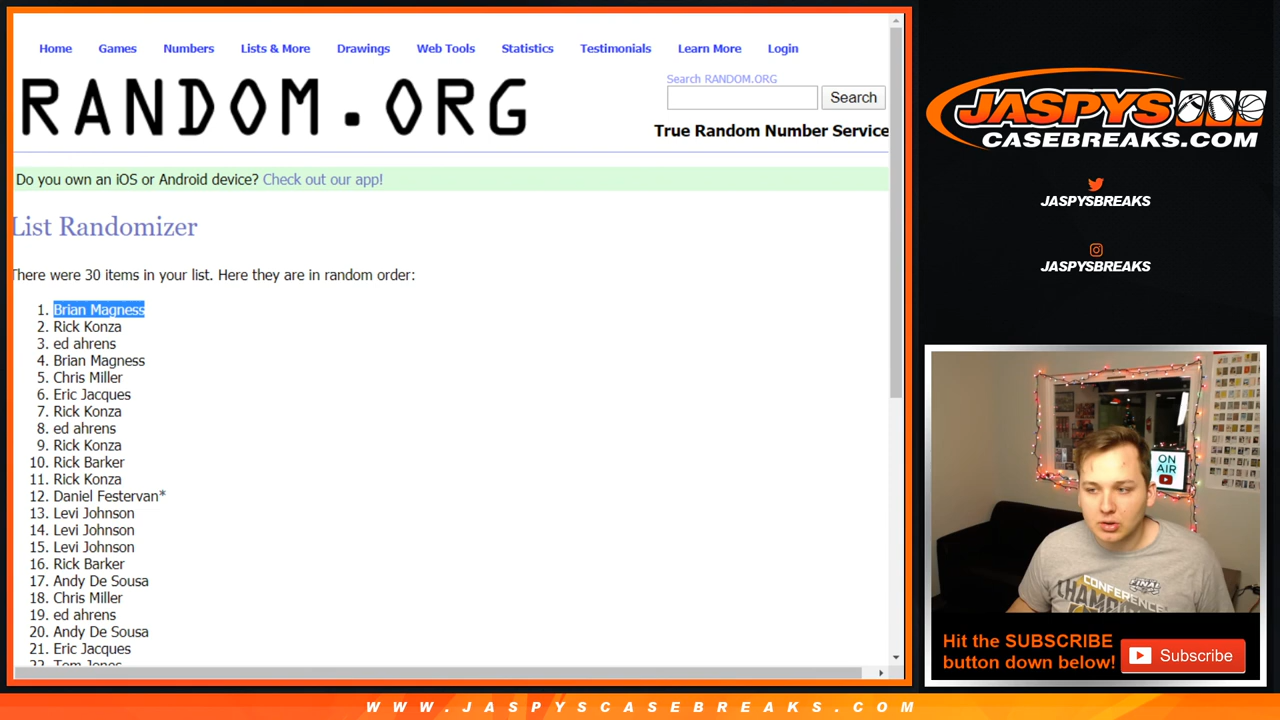 Home Games Numbers Lists & More Drawings Web Tools Statistics Testimonials Learn More Login
RANDOM.ORG
Search RANDOM.ORG
Search
True Random Number Service
Do you own an iOS or Android device? Check out our app!
List Randomizer
There were 30 items in your list. Here they are in random order:
1. Brian Magness
2. Rick Konza
3. ed ahrens
4. Brian Magness
5. Chris Miller
6. Eric Jacques
7. Rick Konza
8. ed ahrens
9. Rick Konza
10. Rick Barker
11. Rick Konza
12. Daniel Festervan*
13. Levi Johnson
14. Levi Johnson
15. Levi Johnson
16. Rick Barker
17. Andy De Sousa
18. Chris Miller
19. ed ahrens
20. Andy De Sousa
21. Eric Jacques
22. Tom Jones
JASPYS
CASEBREAKS.COM
JASPYSBREAKS
JASPYSBREAKS
ON
AIR
CONFERENCE
FINAL
Hit the SUBSCRIBE
button down below!
Subscribe
WWW.JASPYSCASEBREAKS.COM